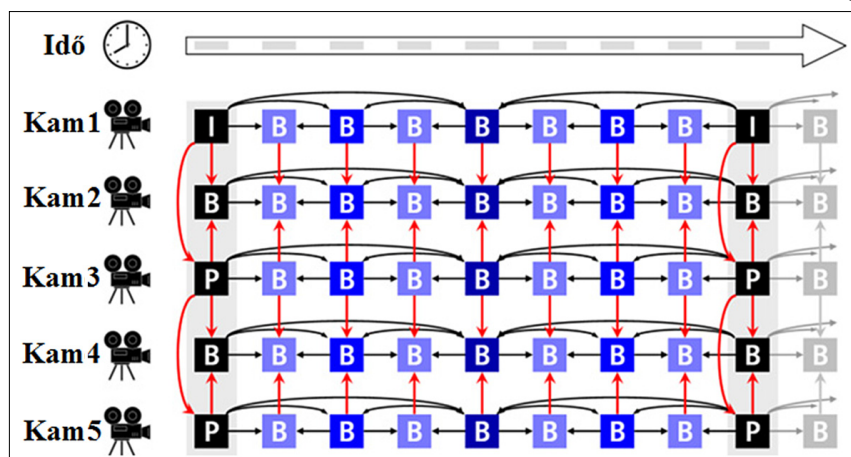 Idő
Kam1 I B B B B B B B I B
Kam2 B B B B B B B B B B
Kam3 P B B B B B B B P B
Kam4 B B B B B B B B B B
Kam5 P B B B B B B B P B